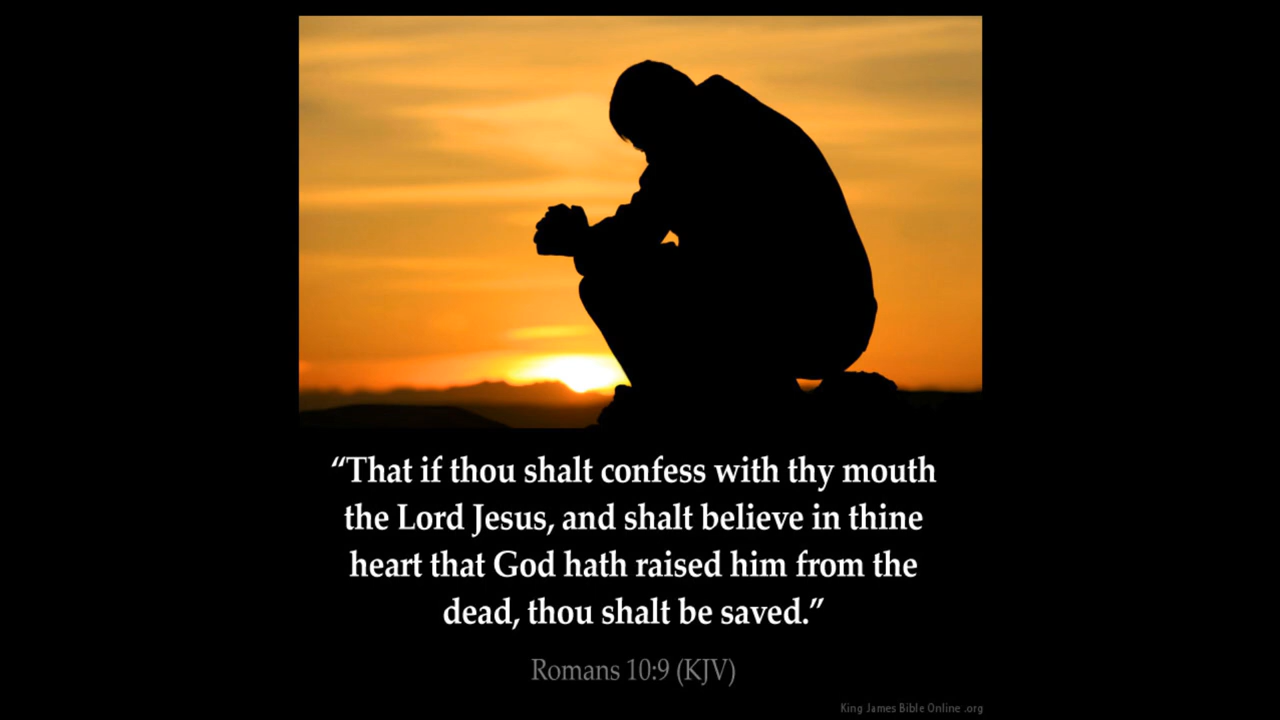 “That if thou shalt confess with thy mouth
the Lord Jesus, and shalt believe in thine
heart that God hath raised him from the
dead, thou shalt be saved.”
Romans 10:9 (KJV)
King James Bible Online .org